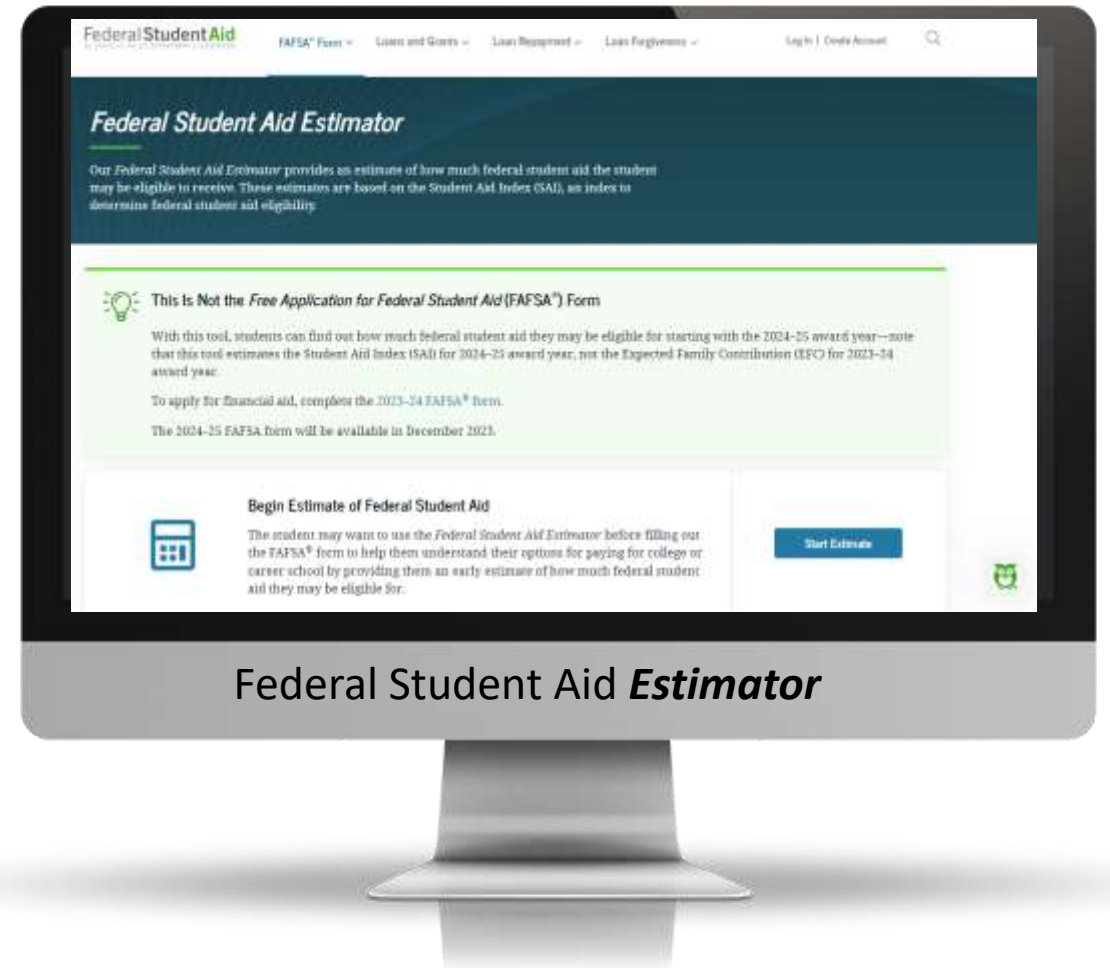 Federal Student Aid
FAFSA® Form
Loans and Grants
Loan Repayment
Loan Forgiveness
Log In | Create Account
Federal Student Aid Estimator
Our Federal Student Aid Estimator provides an estimate of how much federal student aid the student
may be eligible to receive. These estimates are based on the Student Aid Index (SAI), an index to
determine federal student aid eligibility.
This Is Not the Free Application for Federal Student Aid (FAFSA®) Form
With this tool, students can find out how much federal student aid they may be eligible for starting with the 2024–25 award year—note
that this tool estimates the Student Aid Index (SAI) for 2024–25 award year, not the Expected Family Contribution (EFC) for 2023–24
award year.
To apply for financial aid, complete the 2023–24 FAFSA® form.
The 2024–25 FAFSA form will be available in December 2023.
Begin Estimate of Federal Student Aid
The student may want to use the Federal Student Aid Estimator before filling out
the FAFSA® form to help them understand their options for paying for college or
career school by providing them an early estimate of how much federal student
aid they may be eligible for.
Start Estimate
Federal Student Aid Estimator